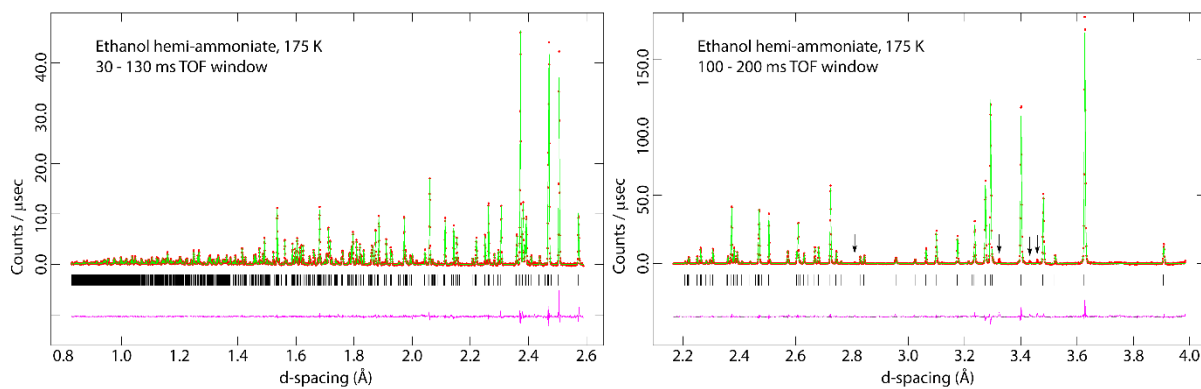 Ethanol hemi-ammoniate, 175 K
30 - 130 ms TOF window
Counts / μsec
40.0
30.0
20.0
10.0
0.0
0.8 1.0 1.2 1.4 1.6 1.8 2.0 2.2 2.4 2.6
d-spacing (Å)
Ethanol hemi-ammoniate, 175 K
100 - 200 ms TOF window
Counts / μsec
150.0
100.0
50.0
0.0
2.2 2.4 2.6 2.8 3.0 3.2 3.4 3.6 3.8 4.0
d-spacing (Å)